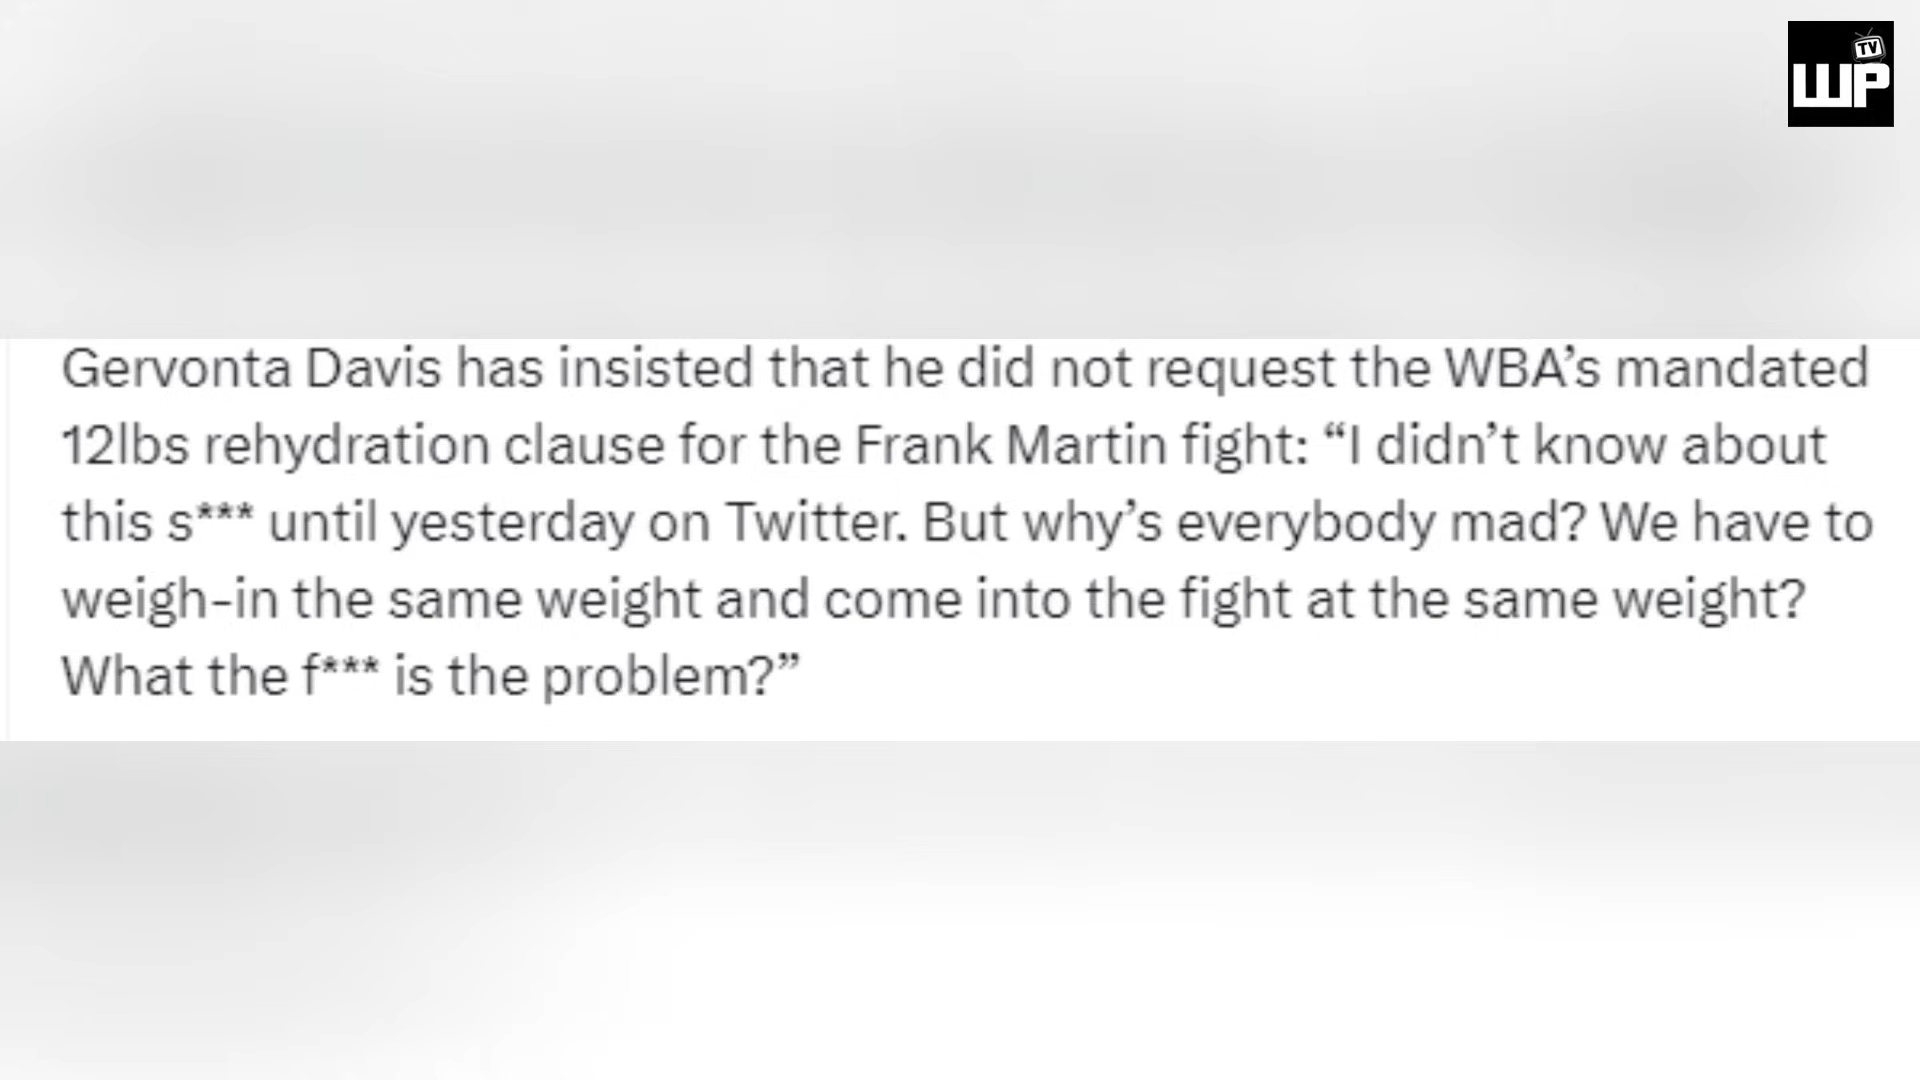 TV
WP
Gervonta Davis has insisted that he did not request the WBA’s mandated
12lbs rehydration clause for the Frank Martin fight: “I didn’t know about
this s*** until yesterday on Twitter. But why’s everybody mad? We have to
weigh-in the same weight and come into the fight at the same weight?
What the f*** is the problem?”